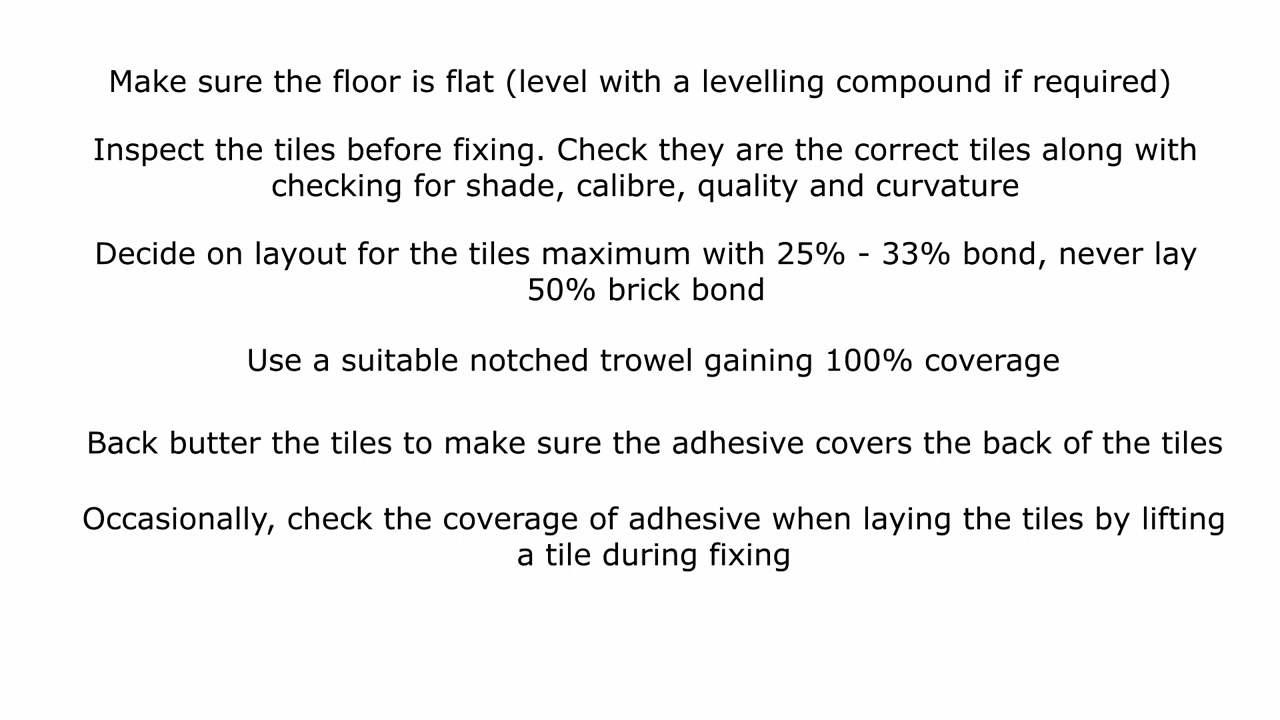 Make sure the floor is flat (level with a levelling compound if required)
Inspect the tiles before fixing. Check they are the correct tiles along with
checking for shade, calibre, quality and curvature
Decide on layout for the tiles maximum with 25% - 33% bond, never lay
50% brick bond
Use a suitable notched trowel gaining 100% coverage
Back butter the tiles to make sure the adhesive covers the back of the tiles
Occasionally, check the coverage of adhesive when laying the tiles by lifting
a tile during fixing